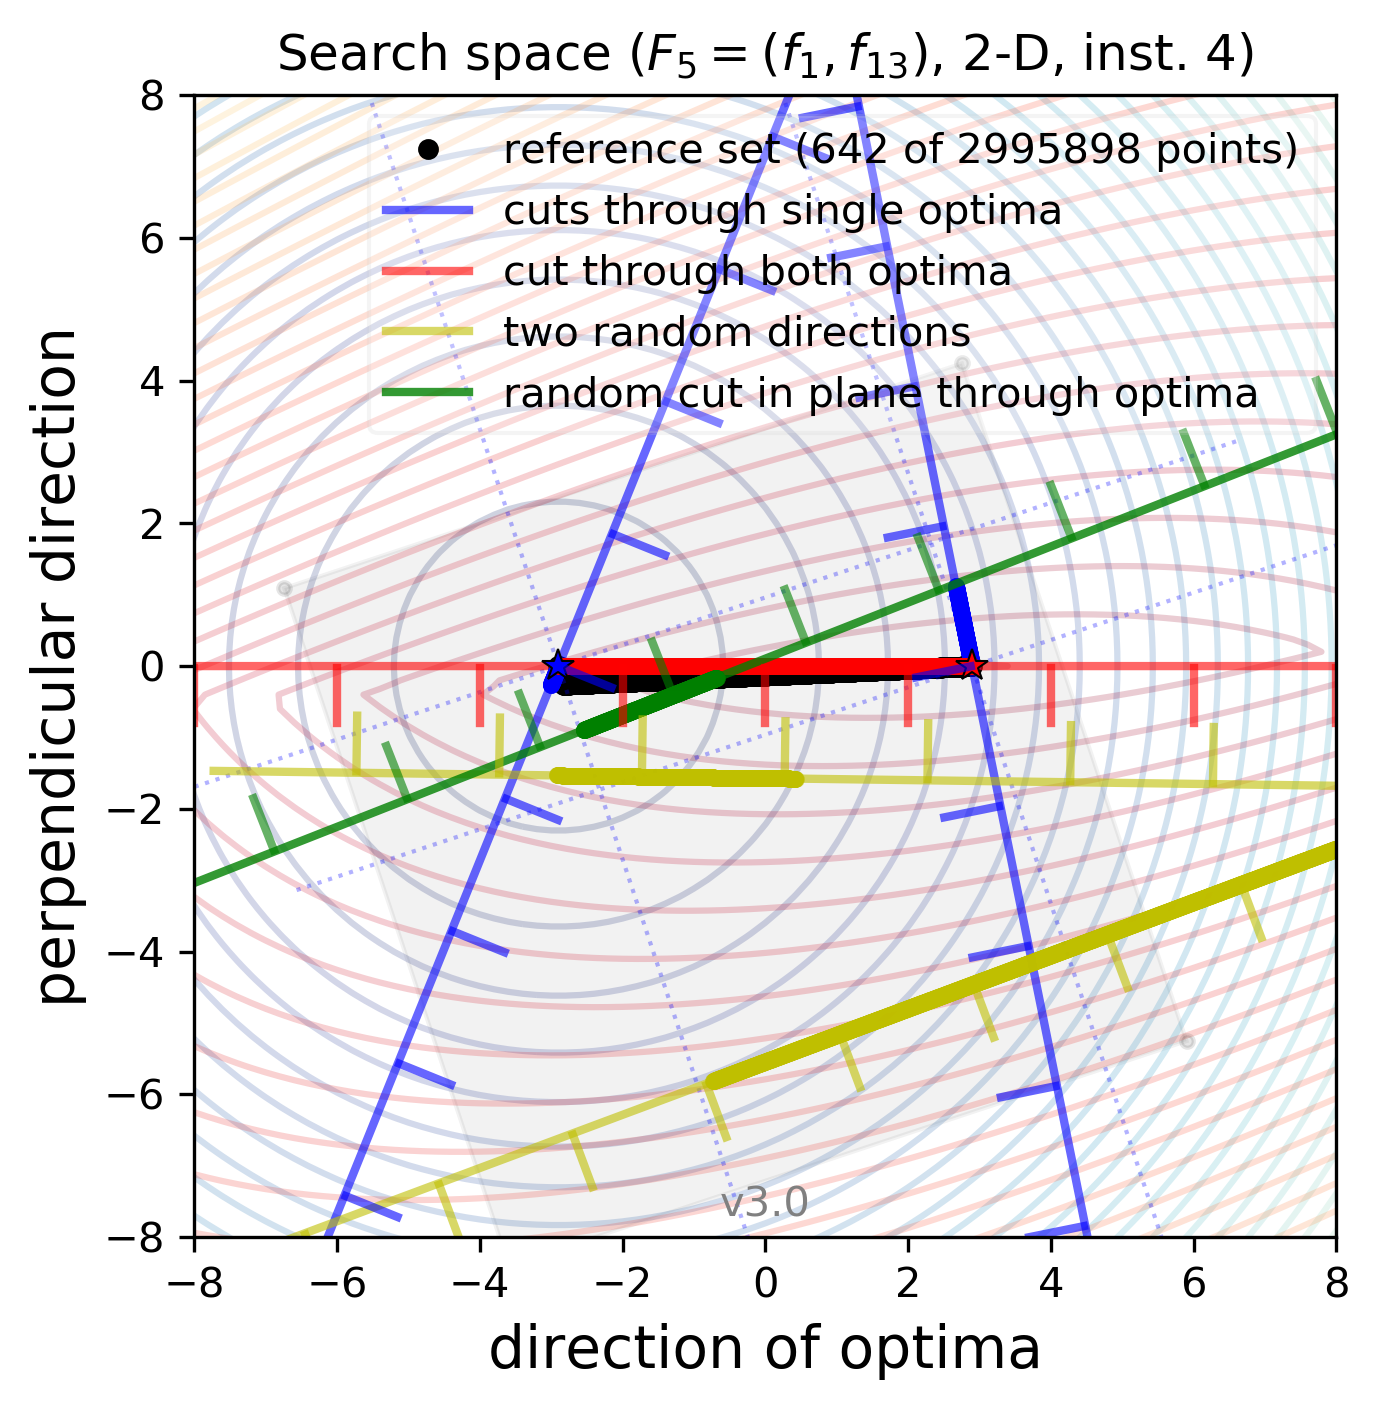 Search space (F₅ = (f₁, f₁₃), 2-D, inst. 4)
reference set (642 of 2995898 points)
cuts through single optima
cut through both optima
two random directions
random cut in plane through optima
perpendicular direction
8
6
4
2
0
−2
−4
−6
−8
v3.0
−8 −6 −4 −2 0 2 4 6 8
direction of optima